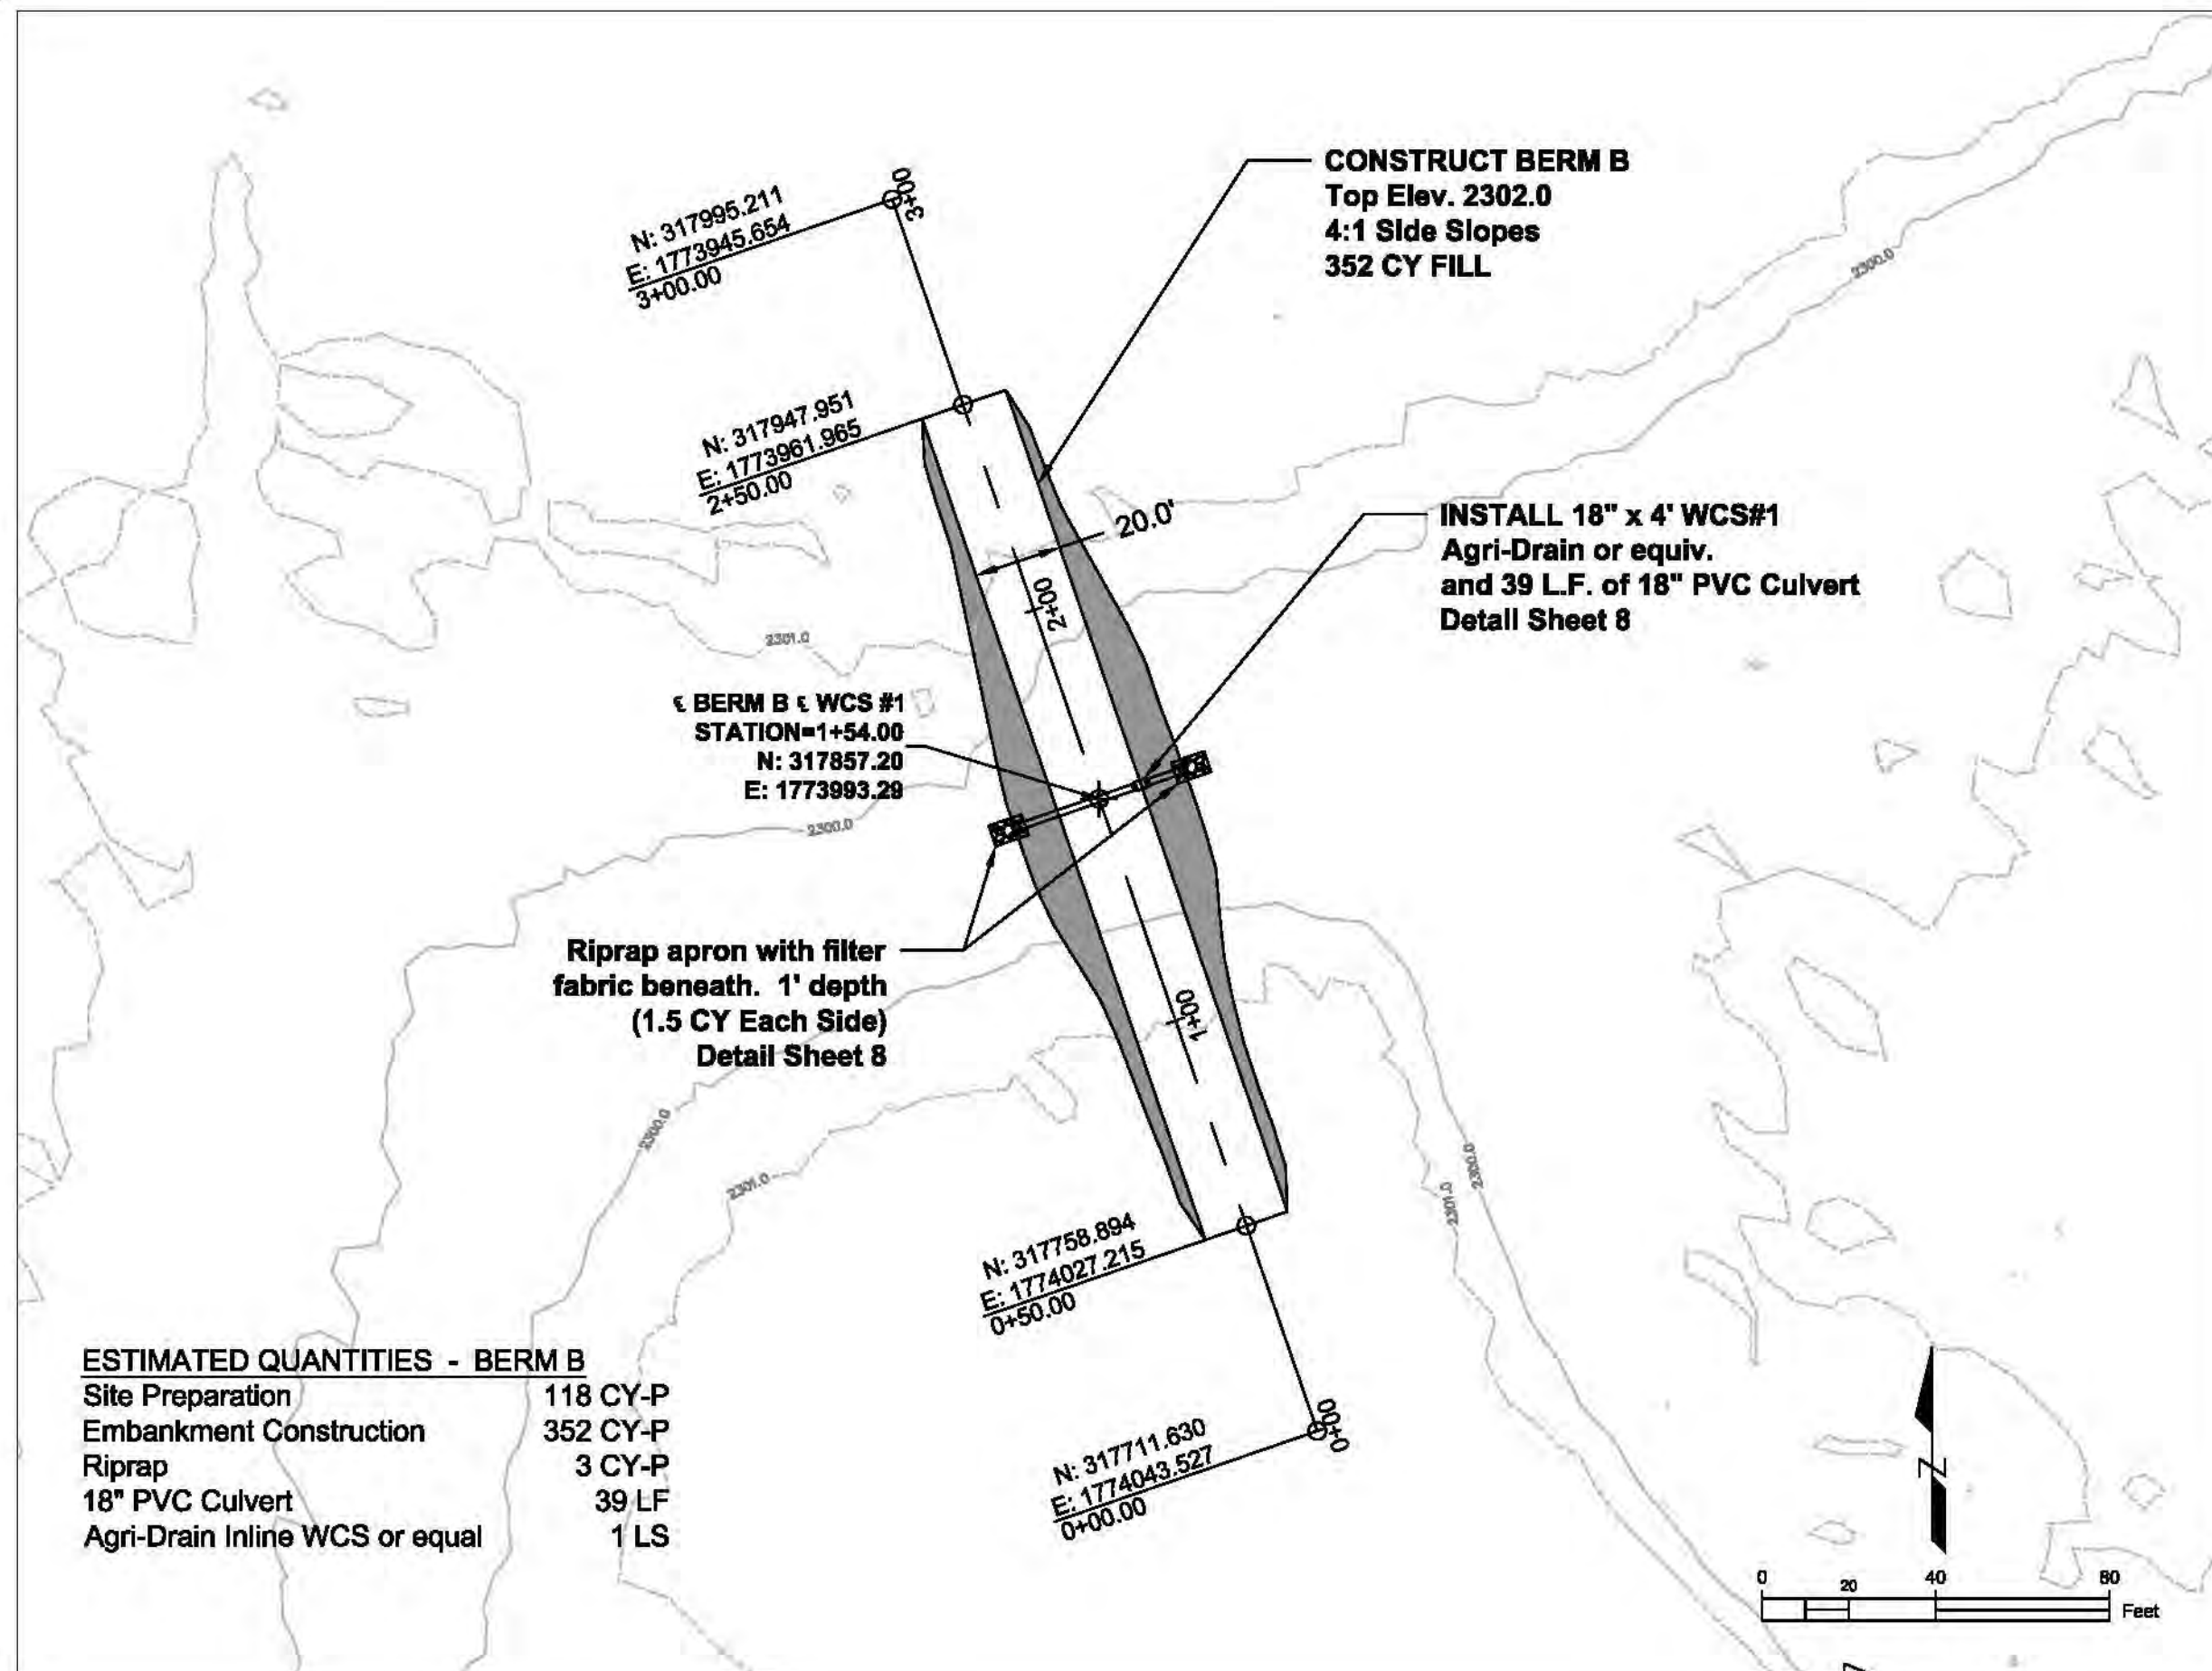 3+00
N: 317995.211
E: 1773945.654
3+00.00
CONSTRUCT BERM B
Top Elev. 2302.0
4:1 Side Slopes
352 CY FILL
2300.0
N: 317947.951
E: 1773961.965
2+50.00
20.0'
INSTALL 18" x 4' WCS#1
Agri-Drain or equiv.
and 39 L.F. of 18" PVC Culvert
Detail Sheet 8
2+00
2301.0
℄ BERM B ℄ WCS #1
STATION=1+54.00
N: 317857.20
E: 1773993.29
2300.0
Riprap apron with filter
fabric beneath. 1' depth
(1.5 CY Each Side)
Detail Sheet 8
1+00
2300.0
2301.0
2301.0
2300.0
N: 317758.894
E: 1774027.215
0+50.00
ESTIMATED QUANTITIES - BERM B
Site Preparation 118 CY-P
Embankment Construction 352 CY-P
Riprap 3 CY-P
18" PVC Culvert 39 LF
Agri-Drain Inline WCS or equal 1 LS
0+00
N: 317711.630
E: 1774043.527
0+00.00
N
0 20 40 80
Feet